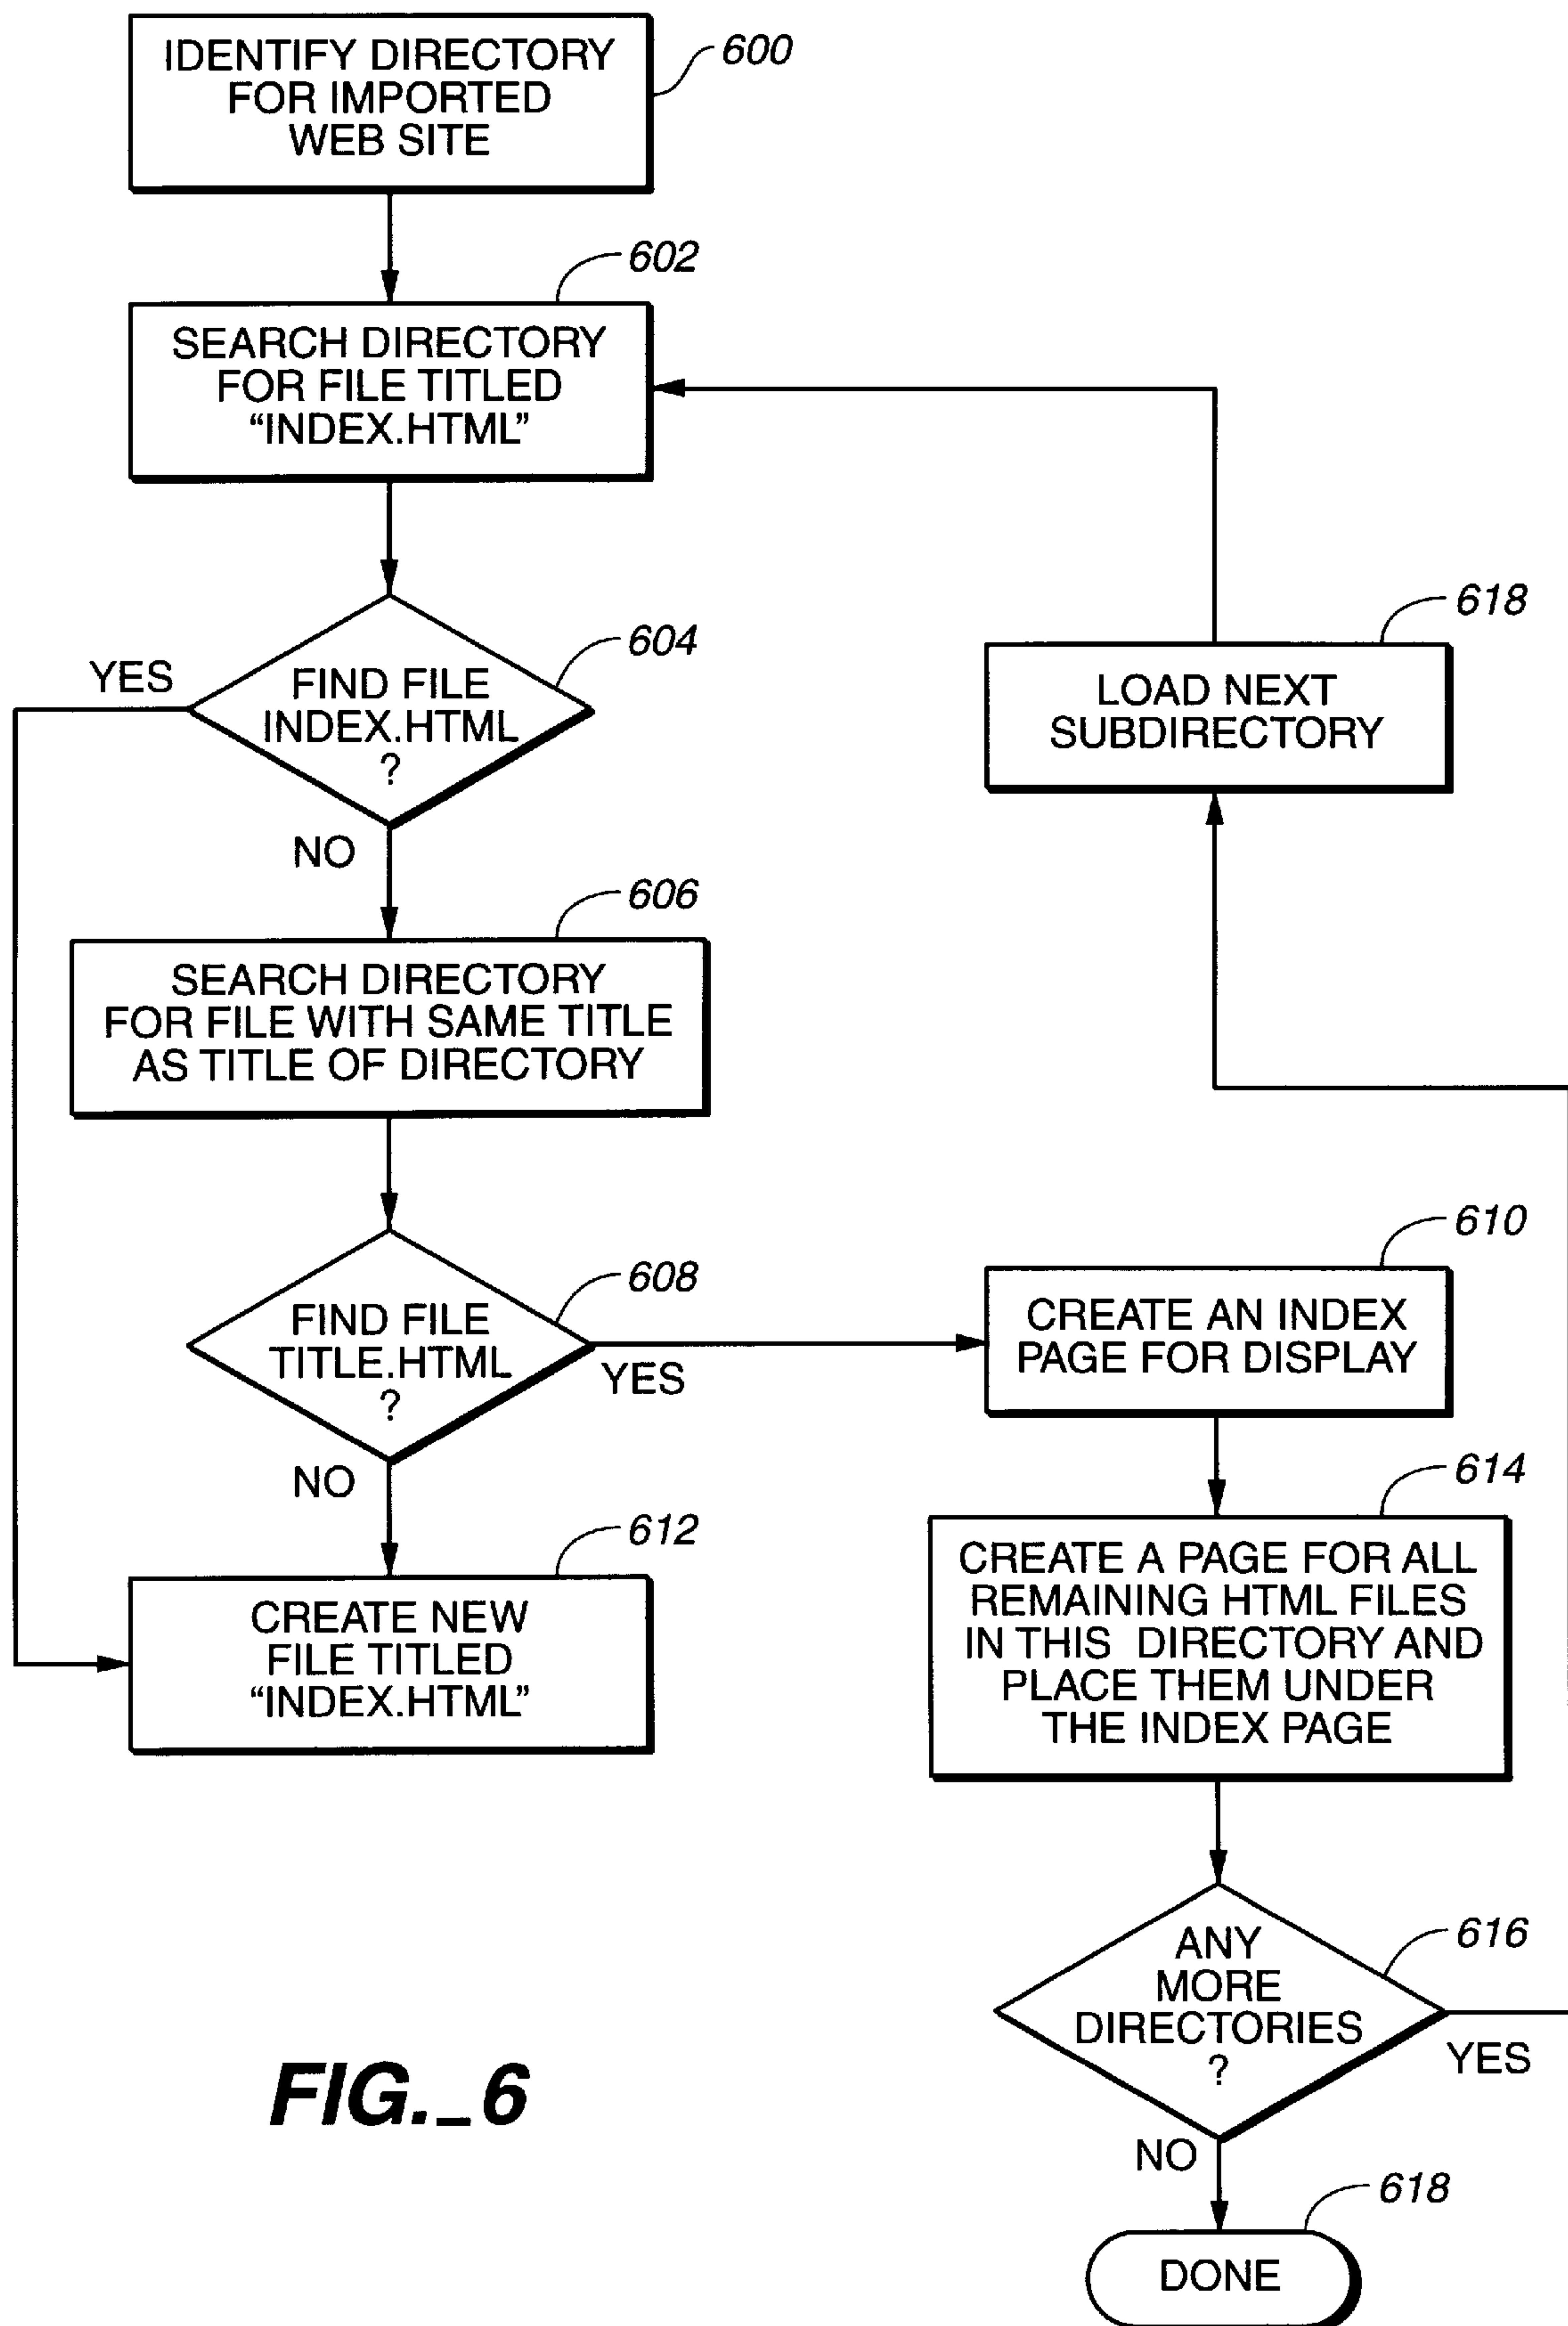 IDENTIFY DIRECTORY
FOR IMPORTED
WEB SITE
600
602
SEARCH DIRECTORY
FOR FILE TITLED
“INDEX.HTML”
604
YES
FIND FILE
INDEX.HTML
?
NO
618
LOAD NEXT
SUBDIRECTORY
606
SEARCH DIRECTORY
FOR FILE WITH SAME TITLE
AS TITLE OF DIRECTORY
608
FIND FILE
TITLE.HTML
?
YES
NO
610
CREATE AN INDEX
PAGE FOR DISPLAY
612
CREATE NEW
FILE TITLED
“INDEX.HTML”
614
CREATE A PAGE FOR ALL
REMAINING HTML FILES
IN THIS DIRECTORY AND
PLACE THEM UNDER
THE INDEX PAGE
616
ANY
MORE
DIRECTORIES
?
YES
NO
618
DONE
FIG._6